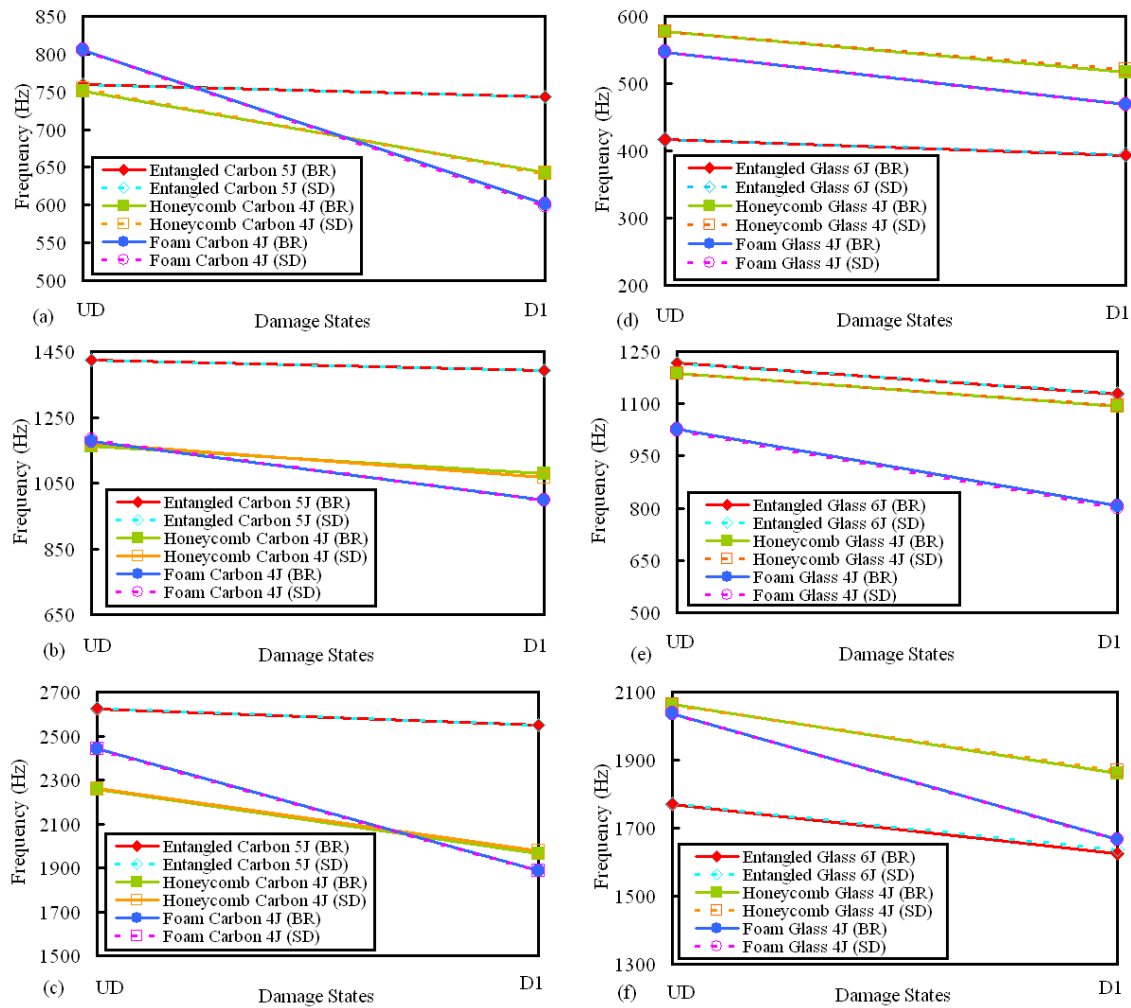 850
800
750
700
650
600
550
500
Frequency (Hz)
Entangled Carbon 5J (BR)
Entangled Carbon 5J (SD)
Honeycomb Carbon 4J (BR)
Honeycomb Carbon 4J (SD)
Foam Carbon 4J (BR)
Foam Carbon 4J (SD)
(a)
UD
Damage States
D1
600
500
400
300
200
Frequency (Hz)
Entangled Glass 6J (BR)
Entangled Glass 6J (SD)
Honeycomb Glass 4J (BR)
Honeycomb Glass 4J (SD)
Foam Glass 4J (BR)
Foam Glass 4J (SD)
(d)
UD
Damage States
D1
1450
1250
1050
850
650
Frequency (Hz)
Entangled Carbon 5J (BR)
Entangled Carbon 5J (SD)
Honeycomb Carbon 4J (BR)
Honeycomb Carbon 4J (SD)
Foam Carbon 4J (BR)
Foam Carbon 4J (SD)
(b)
UD
Damage States
D1
1250
1100
950
800
650
500
Frequency (Hz)
Entangled Glass 6J (BR)
Entangled Glass 6J (SD)
Honeycomb Glass 4J (BR)
Honeycomb Glass 4J (SD)
Foam Glass 4J (BR)
Foam Glass 4J (SD)
(e)
UD
Damage States
D1
2700
2500
2300
2100
1900
1700
1500
Frequency (Hz)
Entangled Carbon 5J (BR)
Entangled Carbon 5J (SD)
Honeycomb Carbon 4J (BR)
Honeycomb Carbon 4J (SD)
Foam Carbon 4J (BR)
Foam Carbon 4J (SD)
(c)
UD
Damage States
D1
2100
1900
1700
1500
1300
Frequency (Hz)
Entangled Glass 6J (BR)
Entangled Glass 6J (SD)
Honeycomb Glass 4J (BR)
Honeycomb Glass 4J (SD)
Foam Glass 4J (BR)
Foam Glass 4J (SD)
(f)
UD
Damage States
D1